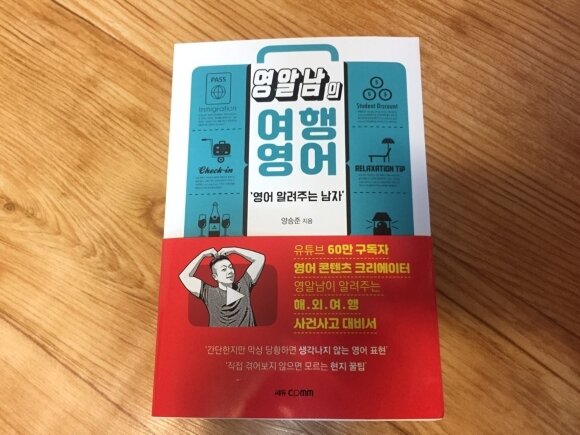 영알남의
여행
영어
'영어 알려주는 남자'
양승준 지음
PASS
Immigration
Student Discount
Check-in
RELAXATION TIP
유튜브 60만 구독자
영어 콘텐츠 크리에이터
영알남이 알려주는
해.외.여.행
사건사고 대비서
'간단한지만 막상 당황하면 생각나지 않는 영어 표현'
'직접 겪어보지 않으면 모르는 현지 꿀팁'
에듀 COMM